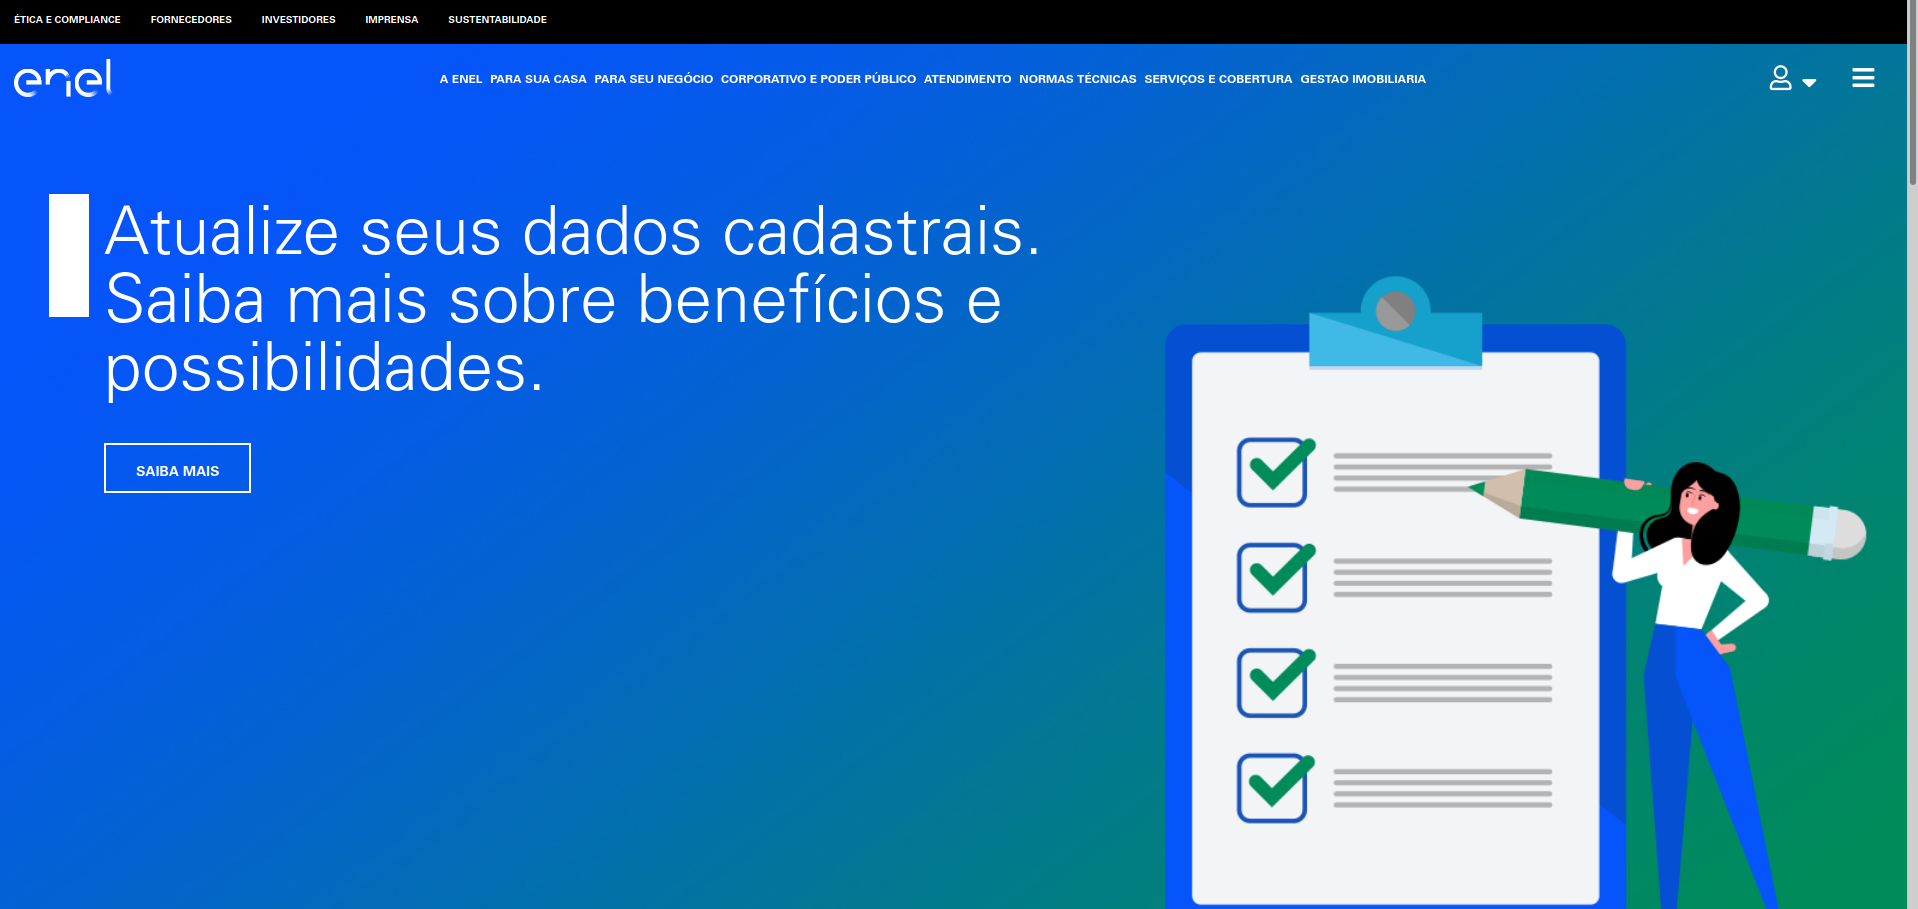 ÉTICA E COMPLIANCE FORNECEDORES INVESTIDORES IMPRENSA SUSTENTABILIDADE
enel
A ENEL PARA SUA CASA PARA SEU NEGÓCIO CORPORATIVO E PODER PÚBLICO ATENDIMENTO NORMAS TÉCNICAS SERVIÇOS E COBERTURA GESTAO IMOBILIARIA
Atualize seus dados cadastrais.
Saiba mais sobre benefícios e
possibilidades.
SAIBA MAIS